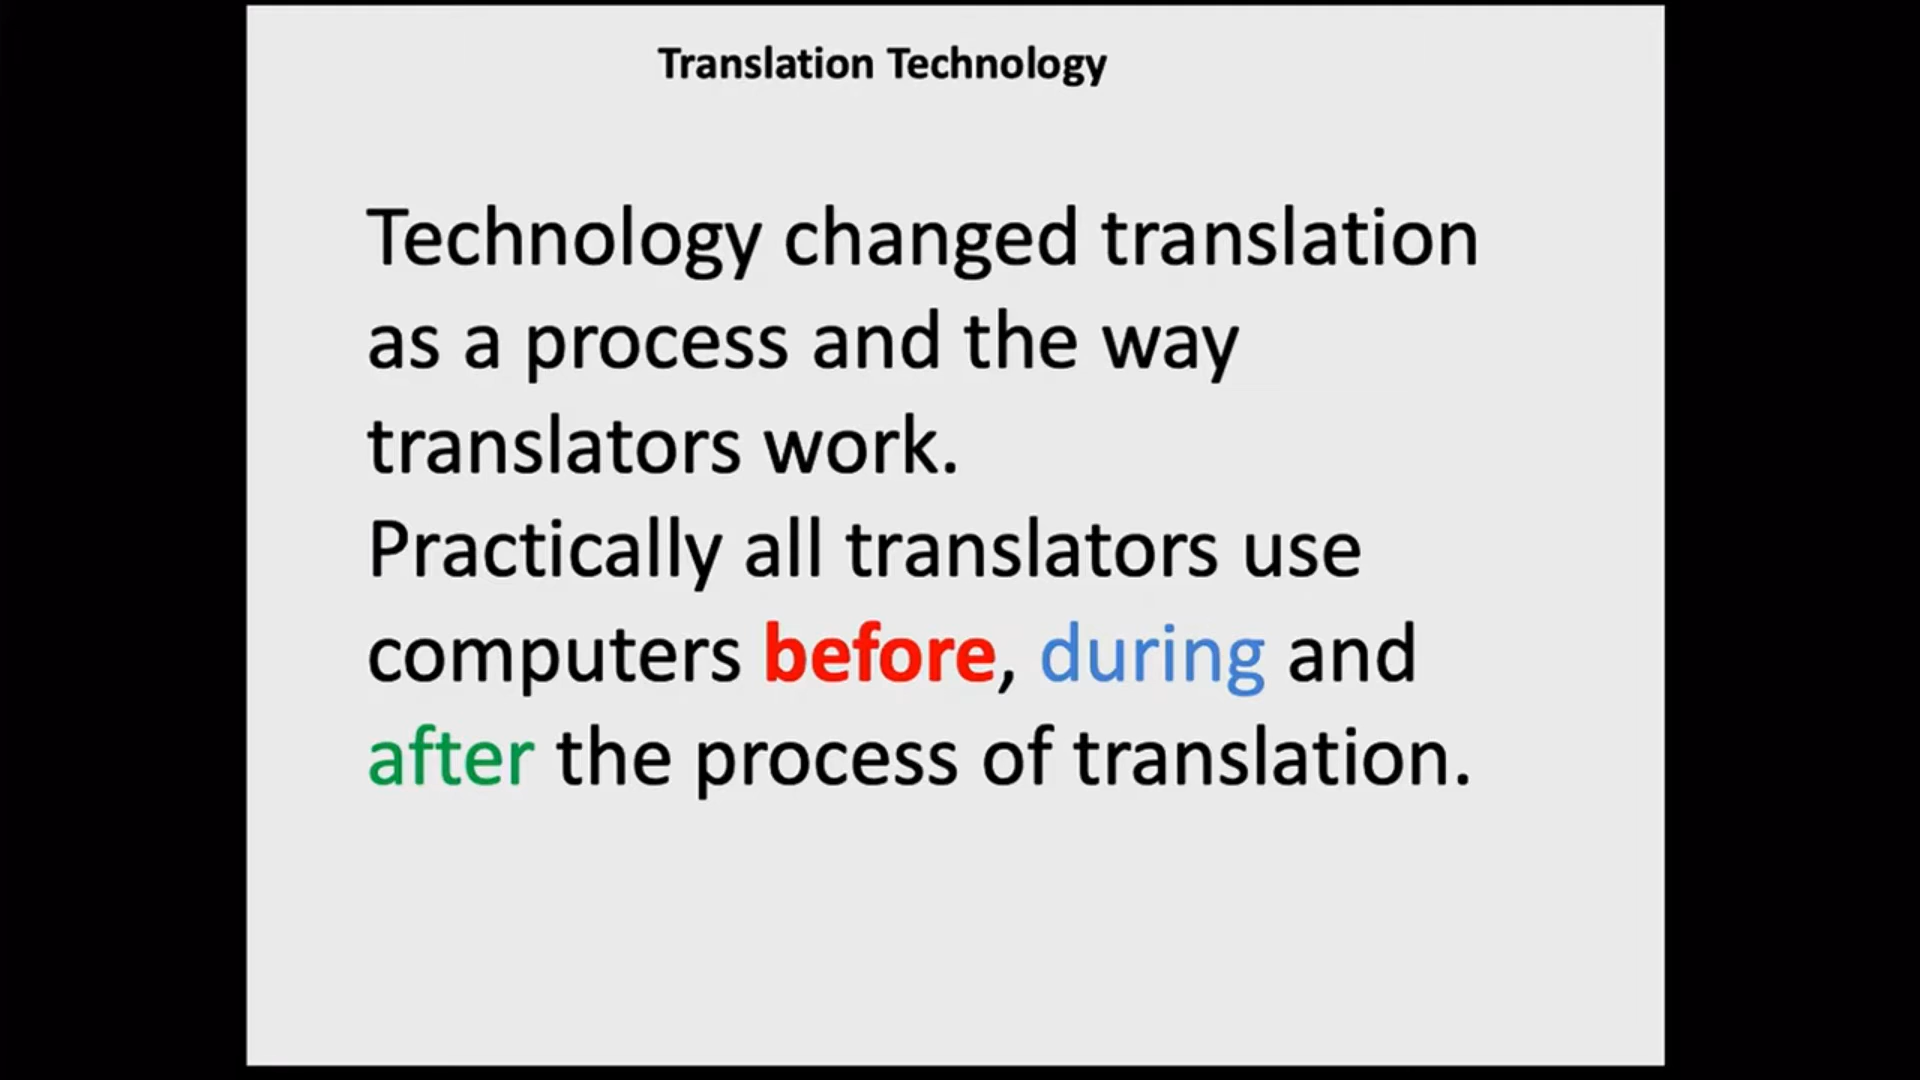 Translation Technology
Technology changed translation
as a process and the way
translators work.
Practically all translators use
computers before, during and
after the process of translation.